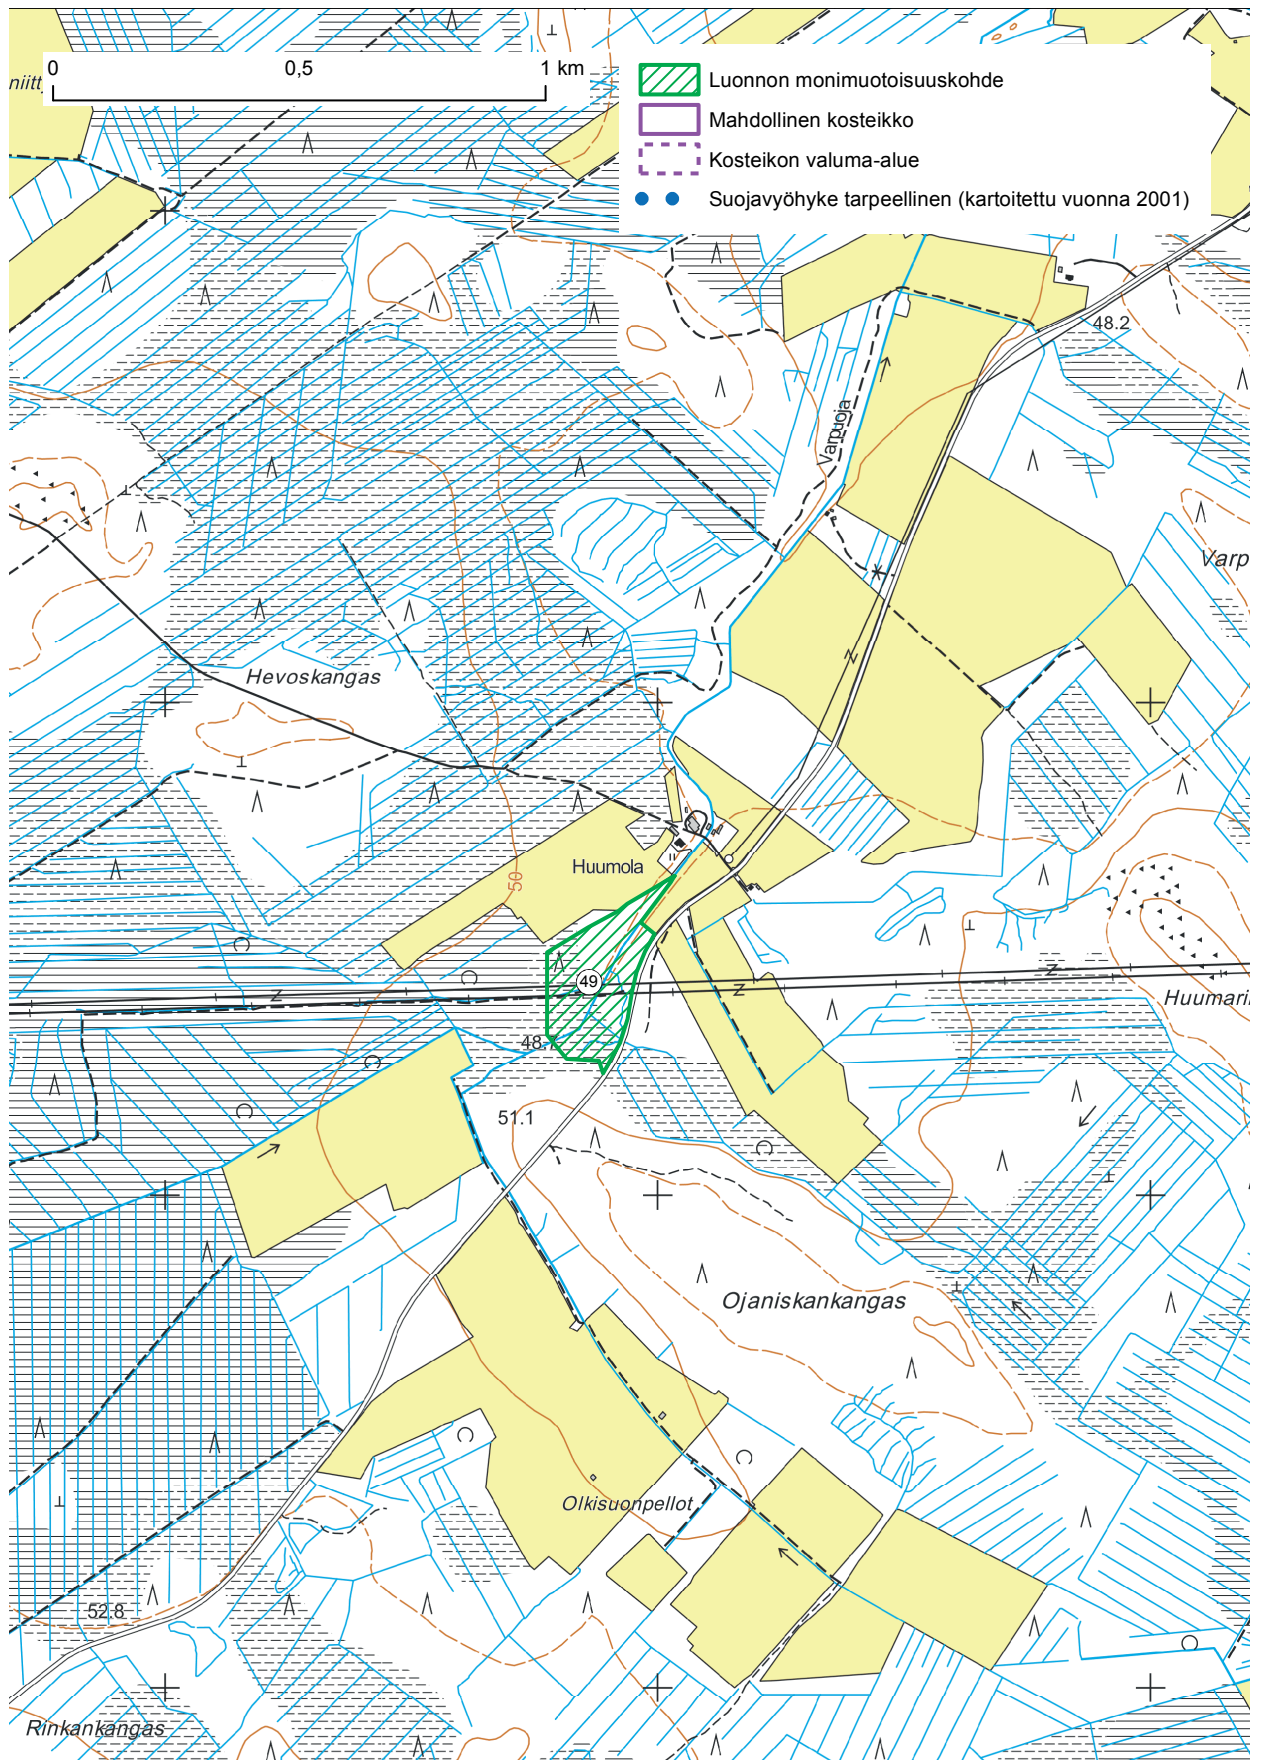 0 0,5 1 km
niitt
Luonnon monimuotoisuuskohde
Mahdollinen kosteikko
Kosteikon valuma-alue
Suojavyöhyke tarpeellinen (kartoitettu vuonna 2001)
48.2
Varpuoja
Varp
Hevoskangas
Huumola
50
49
Huumari
48.
51.1
Ojaniskankangas
Olkisuonpellot
52.8
Rinkankangas